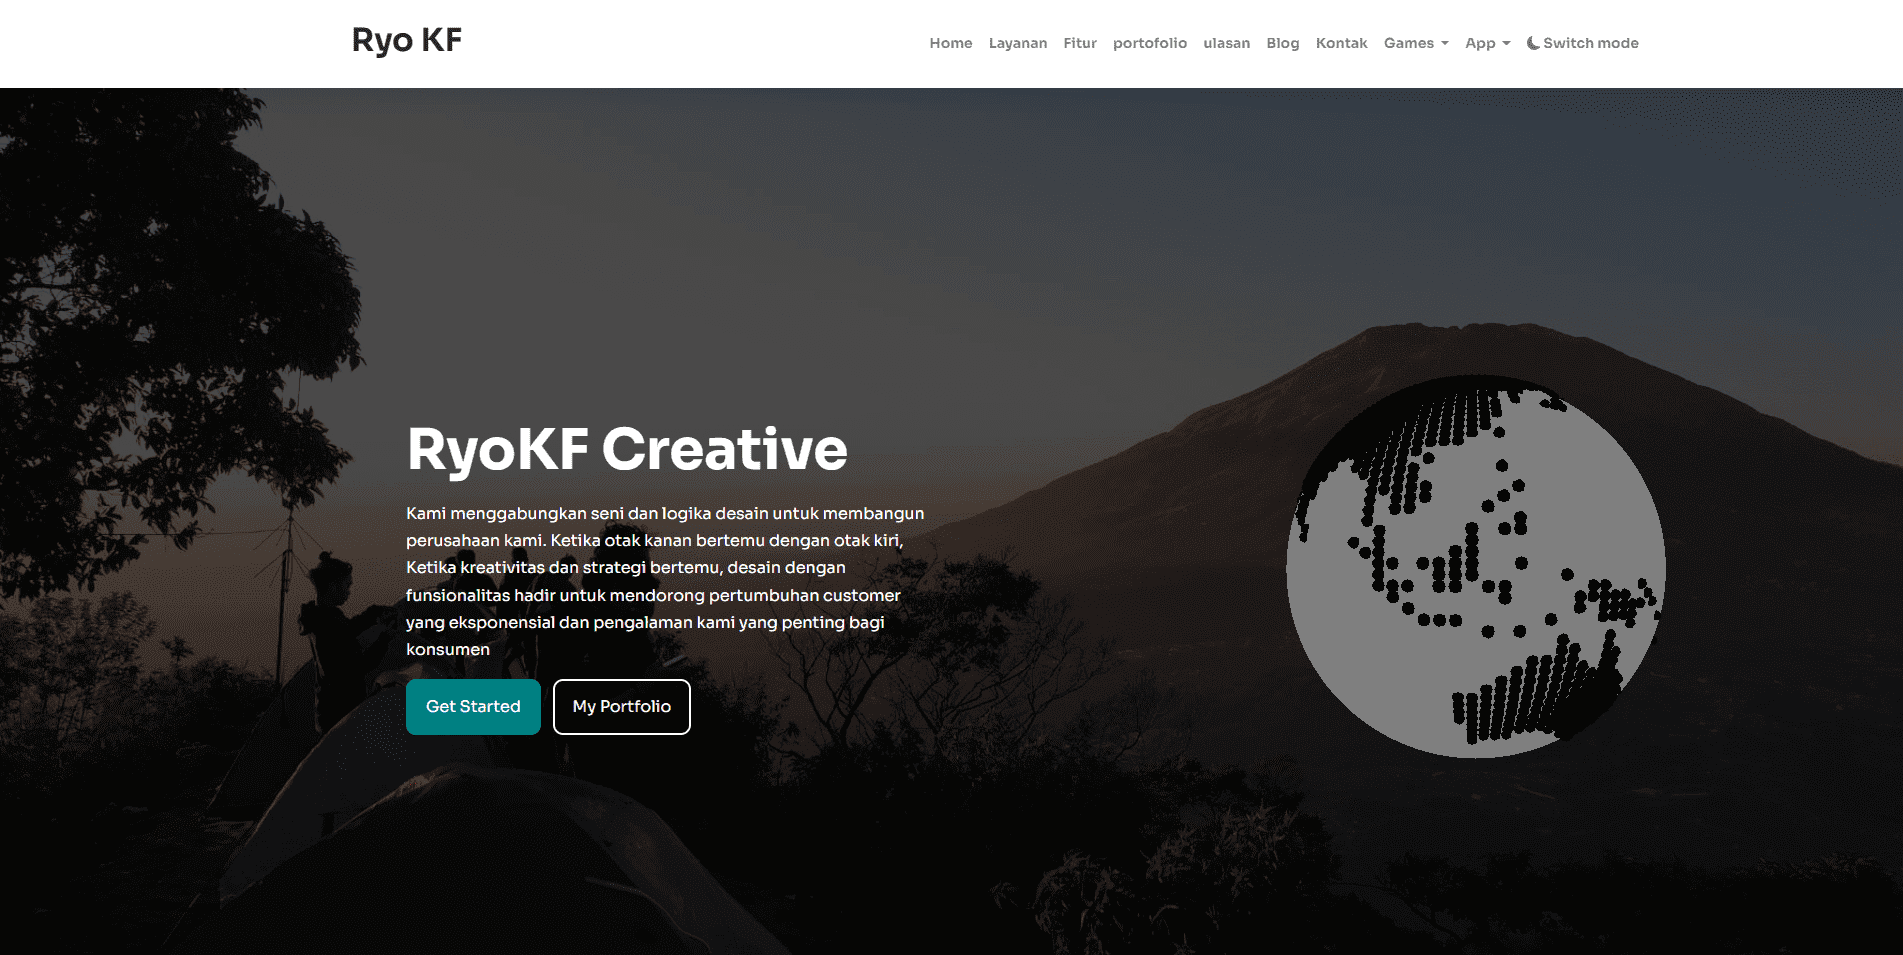 Ryo KF
Home Layanan Fitur portofolio ulasan Blog Kontak Games App Switch mode
RyoKF Creative
Kami menggabungkan seni dan logika desain untuk membangun
perusahaan kami. Ketika otak kanan bertemu dengan otak kiri,
Ketika kreativitas dan strategi bertemu, desain dengan
funsionalitas hadir untuk mendorong pertumbuhan customer
yang eksponensial dan pengalaman kami yang penting bagi
konsumen
Get Started My Portfolio